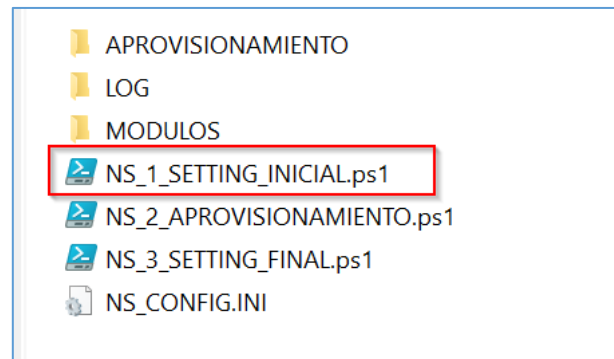 APROVISIONAMIENTO
LOG
MODULOS
NS_1_SETTING_INICIAL.ps1
NS_2_APROVISIONAMIENTO.ps1
NS_3_SETTING_FINAL.ps1
NS_CONFIG.INI